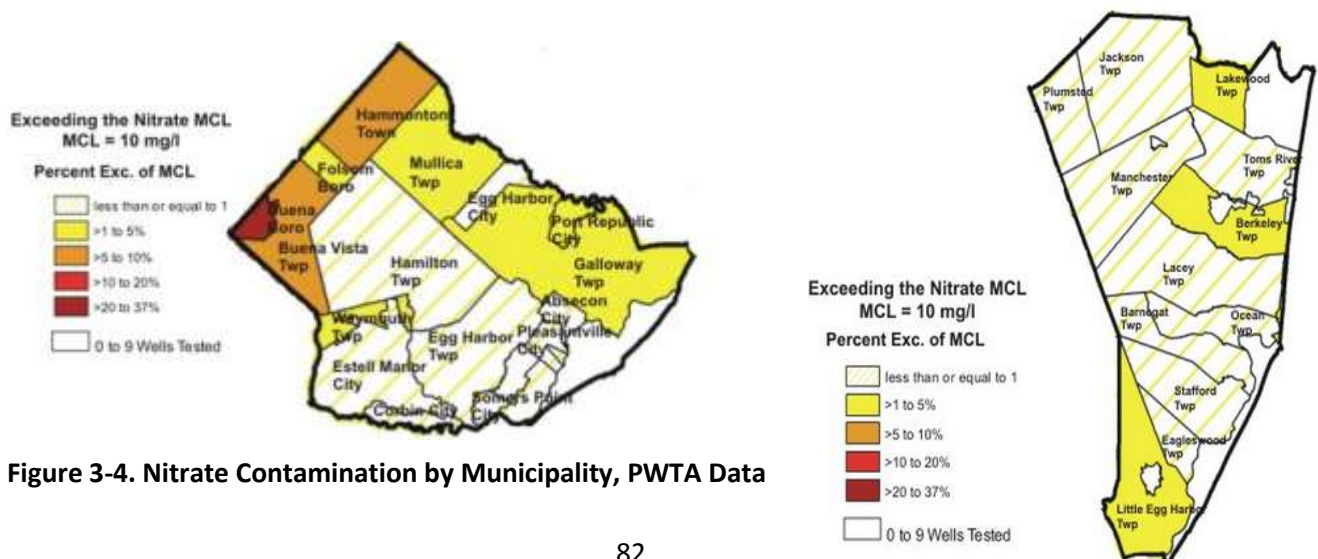 Exceeding the Nitrate MCL
MCL = 10 mg/l
Percent Exc. of MCL
less than or equal to 1
>1 to 5%
>5 to 10%
>10 to 20%
>20 to 37%
0 to 9 Wells Tested
Hammonton
Town
Folsom
Boro
Mullica
Twp
Egg Harbor
City
Port Republic
City
Buena
Boro
Buena Vista
Twp
Hamilton
Twp
Galloway
Twp
Absecon
City
Weymouth
Twp
Egg Harbor
Twp
Pleasantville
City
Estell Manor
City
Corbin City
Somers Point
City
Figure 3-4. Nitrate Contamination by Municipality, PWTA Data
82
Jackson
Twp
Plumsted
Twp
Lakewood
Twp
Toms River
Twp
Manchester
Twp
Berkeley
Twp
Lacey
Twp
Barnegat
Twp
Ocean
Twp
Stafford
Twp
Eagleswood
Twp
Little Egg Harbor
Twp
Exceeding the Nitrate MCL
MCL = 10 mg/l
Percent Exc. of MCL
less than or equal to 1
>1 to 5%
>5 to 10%
>10 to 20%
>20 to 37%
0 to 9 Wells Tested